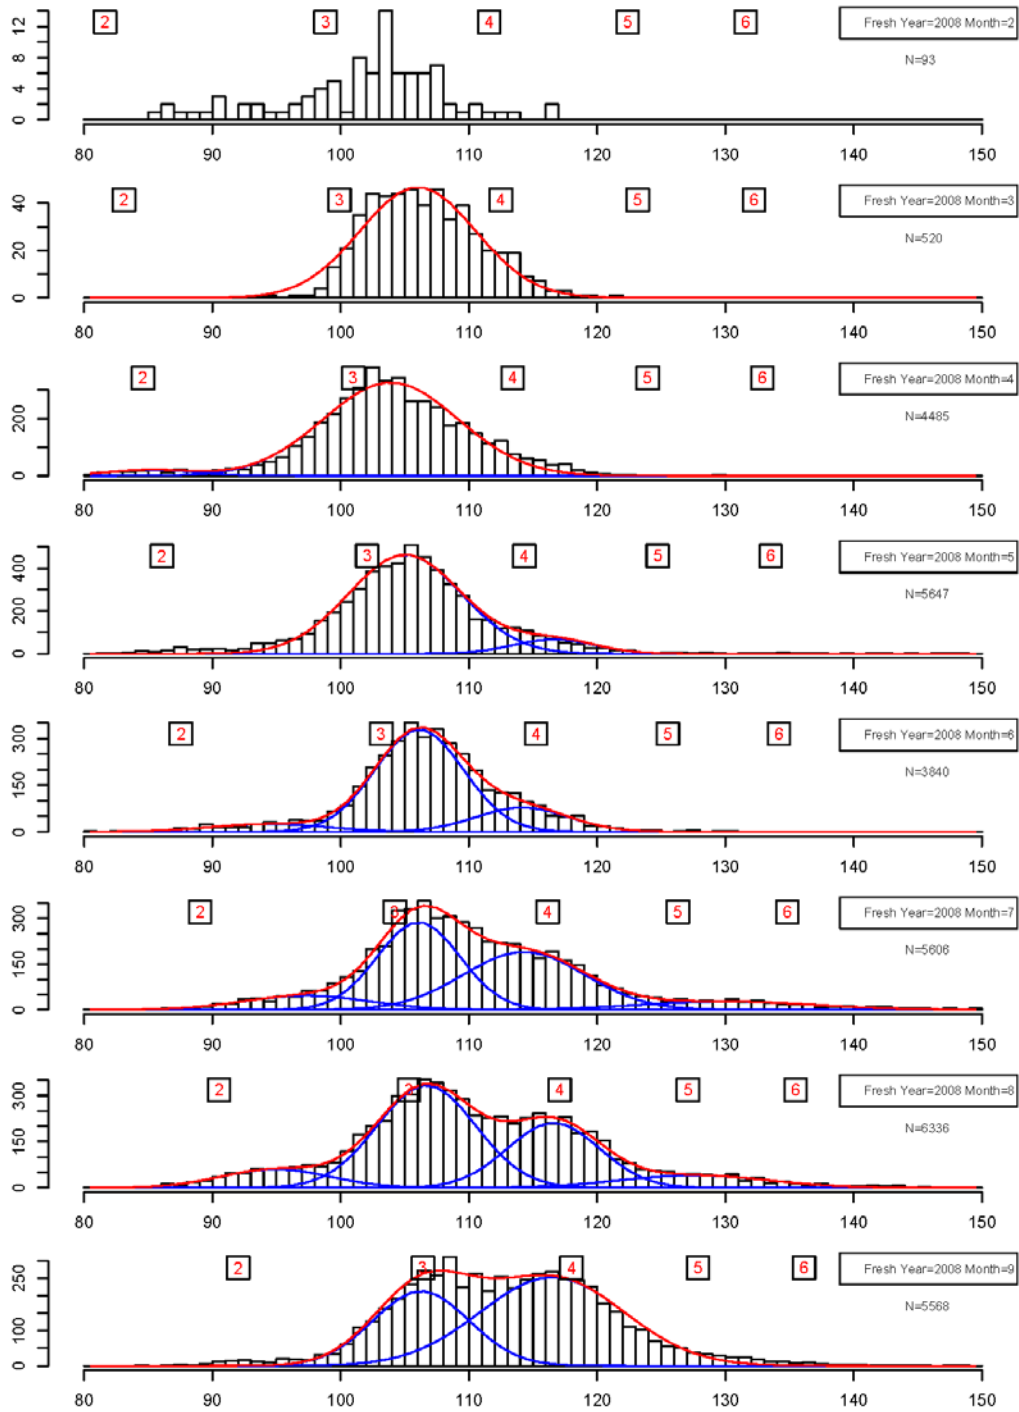 2 3 4 5 6
Fresh Year=2008 Month=2
N=93
12
8
4
0
80 90 100 110 120 130 140 150
2 3 4 5 6
Fresh Year=2008 Month=3
N=520
40
20
0
80 90 100 110 120 130 140 150
2 3 4 5 6
Fresh Year=2008 Month=4
N=4485
200
0
80 90 100 110 120 130 140 150
2 3 4 5 6
Fresh Year=2008 Month=5
N=5647
400
200
0
80 90 100 110 120 130 140 150
2 3 4 5 6
Fresh Year=2008 Month=6
N=3840
300
150
0
80 90 100 110 120 130 140 150
2 3 4 5 6
Fresh Year=2008 Month=7
N=5606
300
150
0
80 90 100 110 120 130 140 150
2 4 5 6
Fresh Year=2008 Month=8
N=6336
300
150
0
80 90 100 110 120 130 140 150
2 3 4 5 6
Fresh Year=2008 Month=9
N=5568
250
100
0
80 90 100 110 120 130 140 150